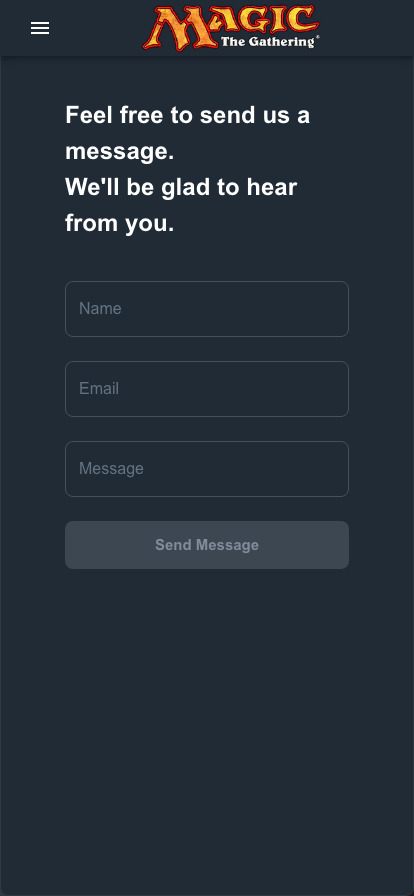 MAGIC
The Gathering®
Feel free to send us a
message.
We'll be glad to hear
from you.
Name
Email
Message
Send Message